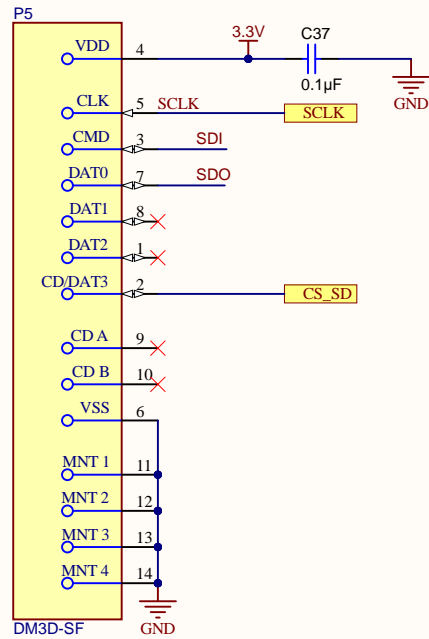 P5
3.3V
C37
VDD 4
0.1µF
GND
CLK 5 SCLK SCLK
CMD 3 SDI
DAT0 7 SDO
DAT1 8
DAT2 1
CD/DAT3 2 CS_SD
CD A 9
CD B 10
VSS 6
MNT 1 11
MNT 2 12
MNT 3 13
MNT 4 14
DM3D-SF
GND